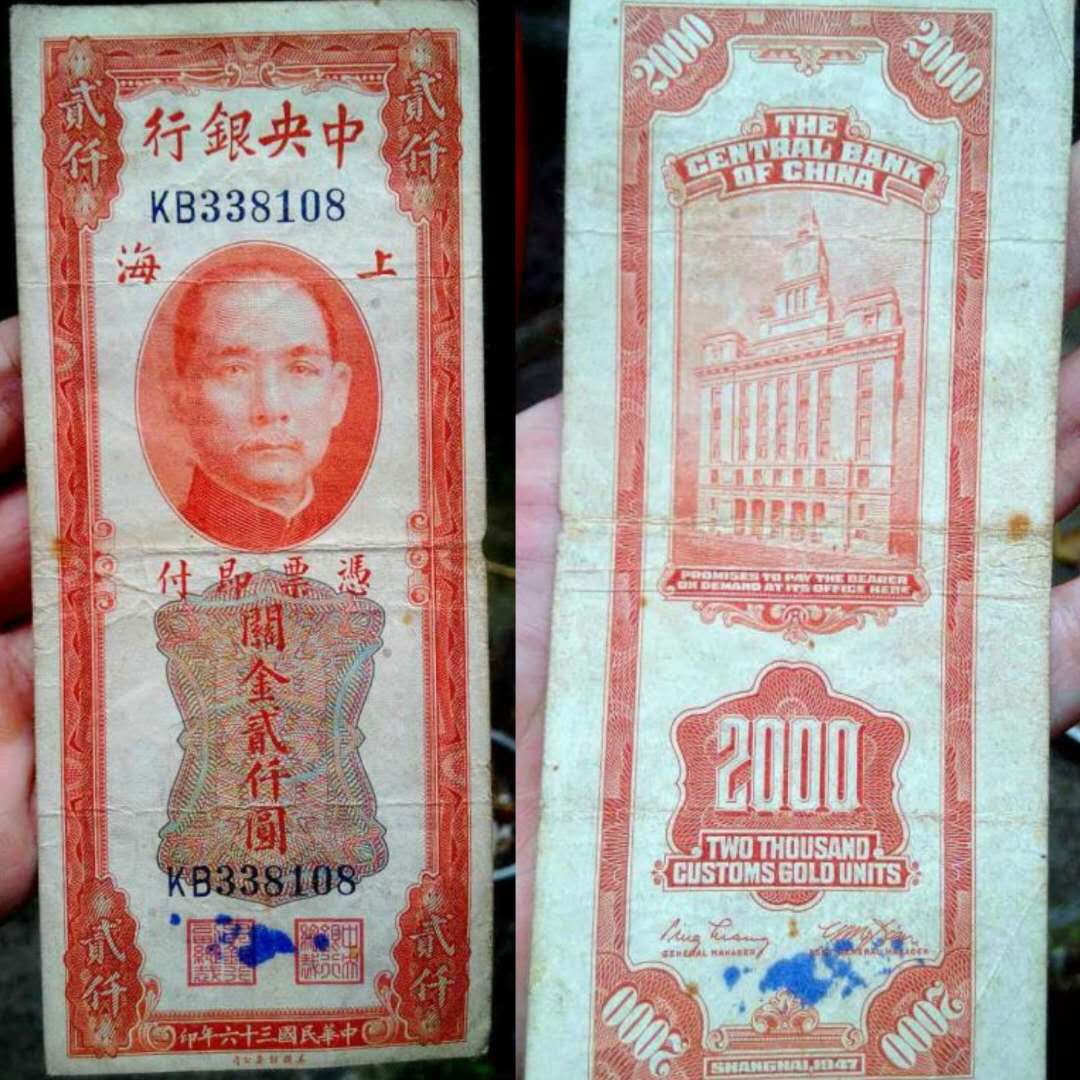 貳仟
貳仟
中央銀行
KB338108
上海
憑票即付
關金貳仟圓
KB338108
貳仟
貳仟
中華民國三十六年印
2000
2000
THE
CENTRAL BANK
OF CHINA
PROMISES TO PAY THE BEARER
ON DEMAND AT ITS OFFICE HERE
2000
TWO THOUSAND
CUSTOMS GOLD UNITS
GENERAL MANAGER
GENERAL MANAGER
2000
2000
SHANGHAI, 1947